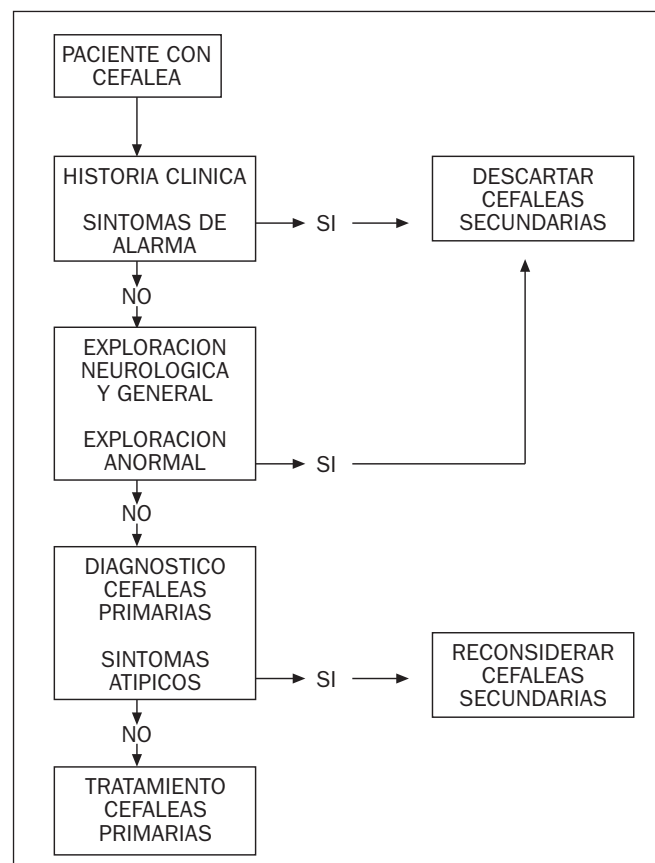 PACIENTE CON
CEFALEA
HISTORIA CLINICA
SINTOMAS DE
ALARMA
SI
DESCARTAR
CEFALEAS
SECUNDARIAS
NO
EXPLORACION
NEUROLOGICA
Y GENERAL
EXPLORACION
ANORMAL
SI
NO
DIAGNOSTICO
CEFALEAS
PRIMARIAS
SINTOMAS
ATIPICOS
SI
RECONSIDERAR
CEFALEAS
SECUNDARIAS
NO
TRATAMIENTO
CEFALEAS
PRIMARIAS